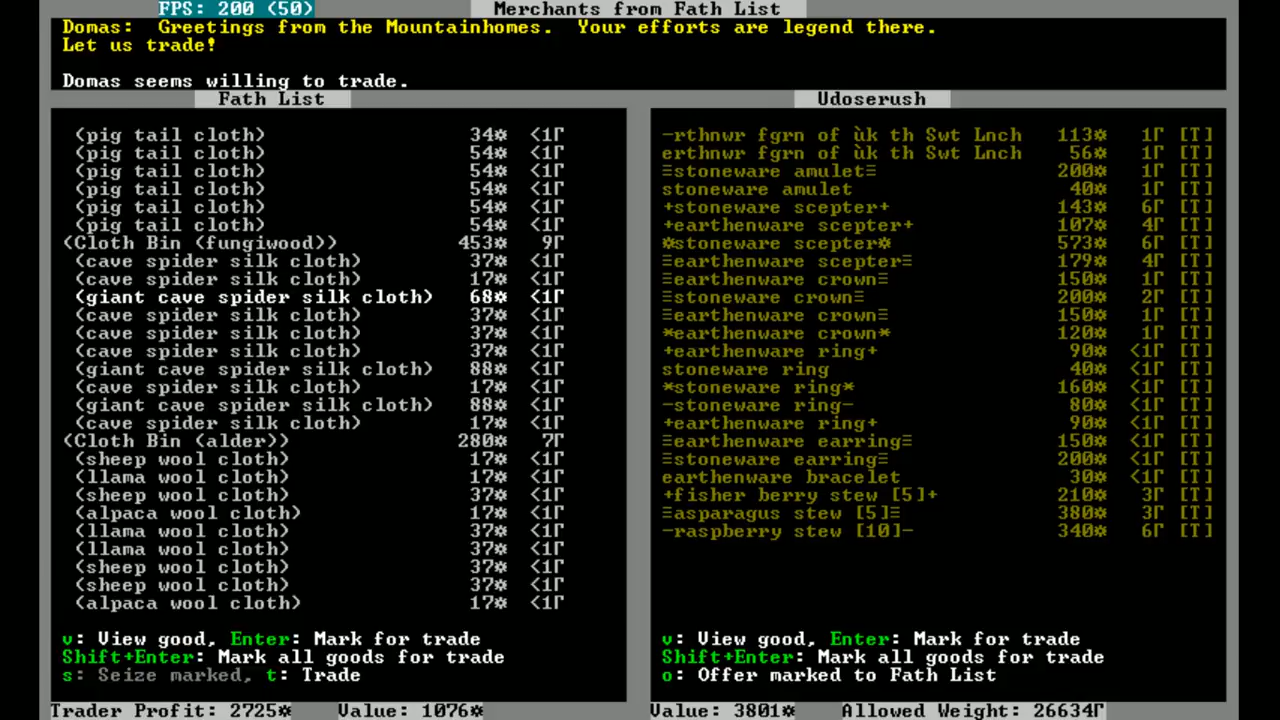 FPS: 200 (50)
Merchants from Fath List
Domas: Greetings from the Mountainhomes. Your efforts are legend there.
Let us trade!
Domas seems willing to trade.
Fath List
(pig tail cloth) 34☼ <1Γ
(pig tail cloth) 54☼ <1Γ
(pig tail cloth) 54☼ <1Γ
(pig tail cloth) 54☼ <1Γ
(pig tail cloth) 54☼ <1Γ
(pig tail cloth) 54☼ <1Γ
(Cloth Bin (fungiwood)) 453☼ 9Γ
(cave spider silk cloth) 37☼ <1Γ
(cave spider silk cloth) 17☼ <1Γ
(giant cave spider silk cloth) 68☼ <1Γ
(cave spider silk cloth) 37☼ <1Γ
(cave spider silk cloth) 37☼ <1Γ
(cave spider silk cloth) 37☼ <1Γ
(giant cave spider silk cloth) 88☼ <1Γ
(cave spider silk cloth) 17☼ <1Γ
(giant cave spider silk cloth) 88☼ <1Γ
(cave spider silk cloth) 17☼ <1Γ
(Cloth Bin (alder)) 280☼ 7Γ
(sheep wool cloth) 17☼ <1Γ
(llama wool cloth) 17☼ <1Γ
(sheep wool cloth) 37☼ <1Γ
(alpaca wool cloth) 17☼ <1Γ
(llama wool cloth) 37☼ <1Γ
(llama wool cloth) 37☼ <1Γ
(sheep wool cloth) 37☼ <1Γ
(sheep wool cloth) 37☼ <1Γ
(alpaca wool cloth) 17☼ <1Γ
v: View good, Enter: Mark for trade
Shift+Enter: Mark all goods for trade
s: Seize marked, t: Trade
Trader Profit: 2725☼ Value: 1076☼
Udoserush
-rthnwr fgrn of ùk th Swt Lnch 113☼ 1Γ [T]
erthnwr fgrn of ùk th Swt Lnch 56☼ 1Γ [T]
≡stoneware amulet≡ 200☼ 1Γ [T]
stoneware amulet 40☼ 1Γ [T]
+stoneware scepter+ 143☼ 6Γ [T]
+earthenware scepter+ 107☼ 4Γ [T]
☼stoneware scepter☼ 573☼ 6Γ [T]
≡earthenware scepter≡ 179☼ 4Γ [T]
≡earthenware crown≡ 150☼ 1Γ [T]
≡stoneware crown≡ 200☼ 2Γ [T]
≡earthenware crown≡ 150☼ 1Γ [T]
*earthenware crown* 120☼ 1Γ [T]
+earthenware ring+ 90☼ <1Γ [T]
stoneware ring 40☼ <1Γ [T]
*stoneware ring* 160☼ <1Γ [T]
-stoneware ring- 80☼ <1Γ [T]
+earthenware ring+ 90☼ <1Γ [T]
≡earthenware earring≡ 150☼ <1Γ [T]
≡stoneware earring≡ 200☼ <1Γ [T]
earthenware bracelet 30☼ <1Γ [T]
+fisher berry stew [5]+ 210☼ 3Γ [T]
≡asparagus stew [5]≡ 380☼ 3Γ [T]
-raspberry stew [10]- 340☼ 6Γ [T]
v: View good, Enter: Mark for trade
Shift+Enter: Mark all goods for trade
o: Offer marked to Fath List
Value: 3801☼ Allowed Weight: 26634Γ